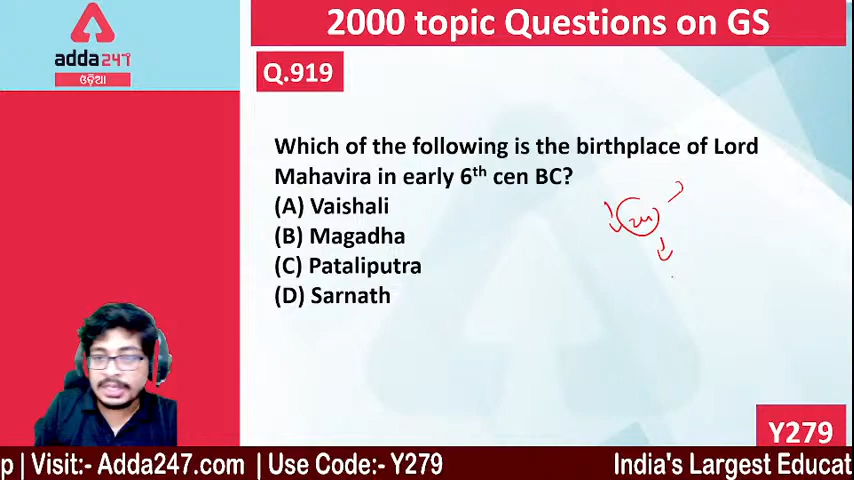 2000 topic Questions on GS
adda247
ଓଡ଼ିଆ
Q.919
Which of the following is the birthplace of Lord
Mahavira in early 6th cen BC?
(A) Vaishali
(B) Magadha
(C) Pataliputra
(D) Sarnath
Y279
p | Visit:- Adda247.com | Use Code:- Y279 India's Largest Educat